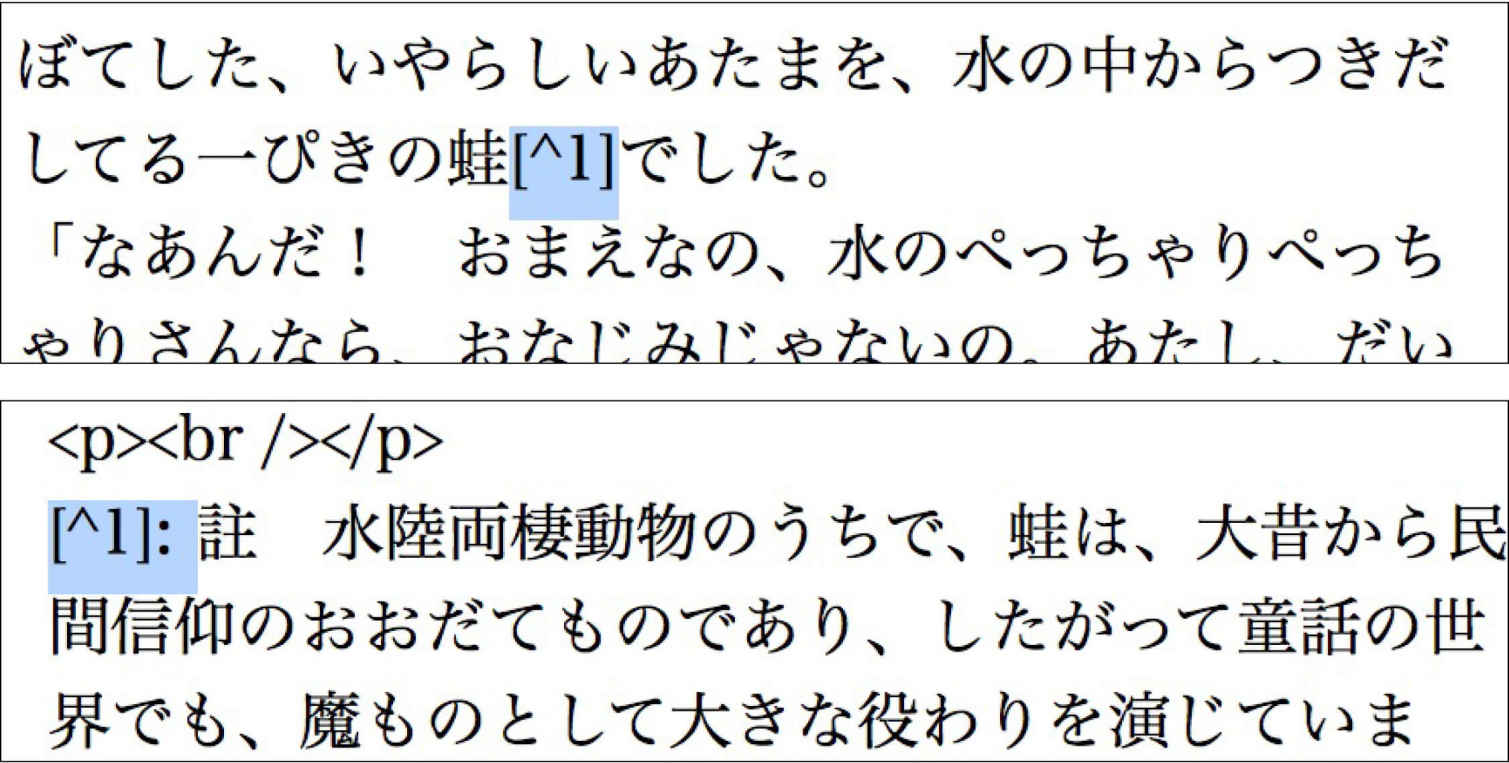 ぼてした、いやらしいあたまを、水の中からつきだ
してる一ぴきの蛙[^1]でした。
「なあんだ！　おまえなの、水のぺっちゃりぺっち
ゃりさんなら、おなじみじゃないの。あたし、だい
<p><br /></p>
[^1]: 註　水陸両棲動物のうちで、蛙は、大昔から民
間信仰のおおだてものであり、したがって童話の世
界でも、魔ものとして大きな役わりを演じていま